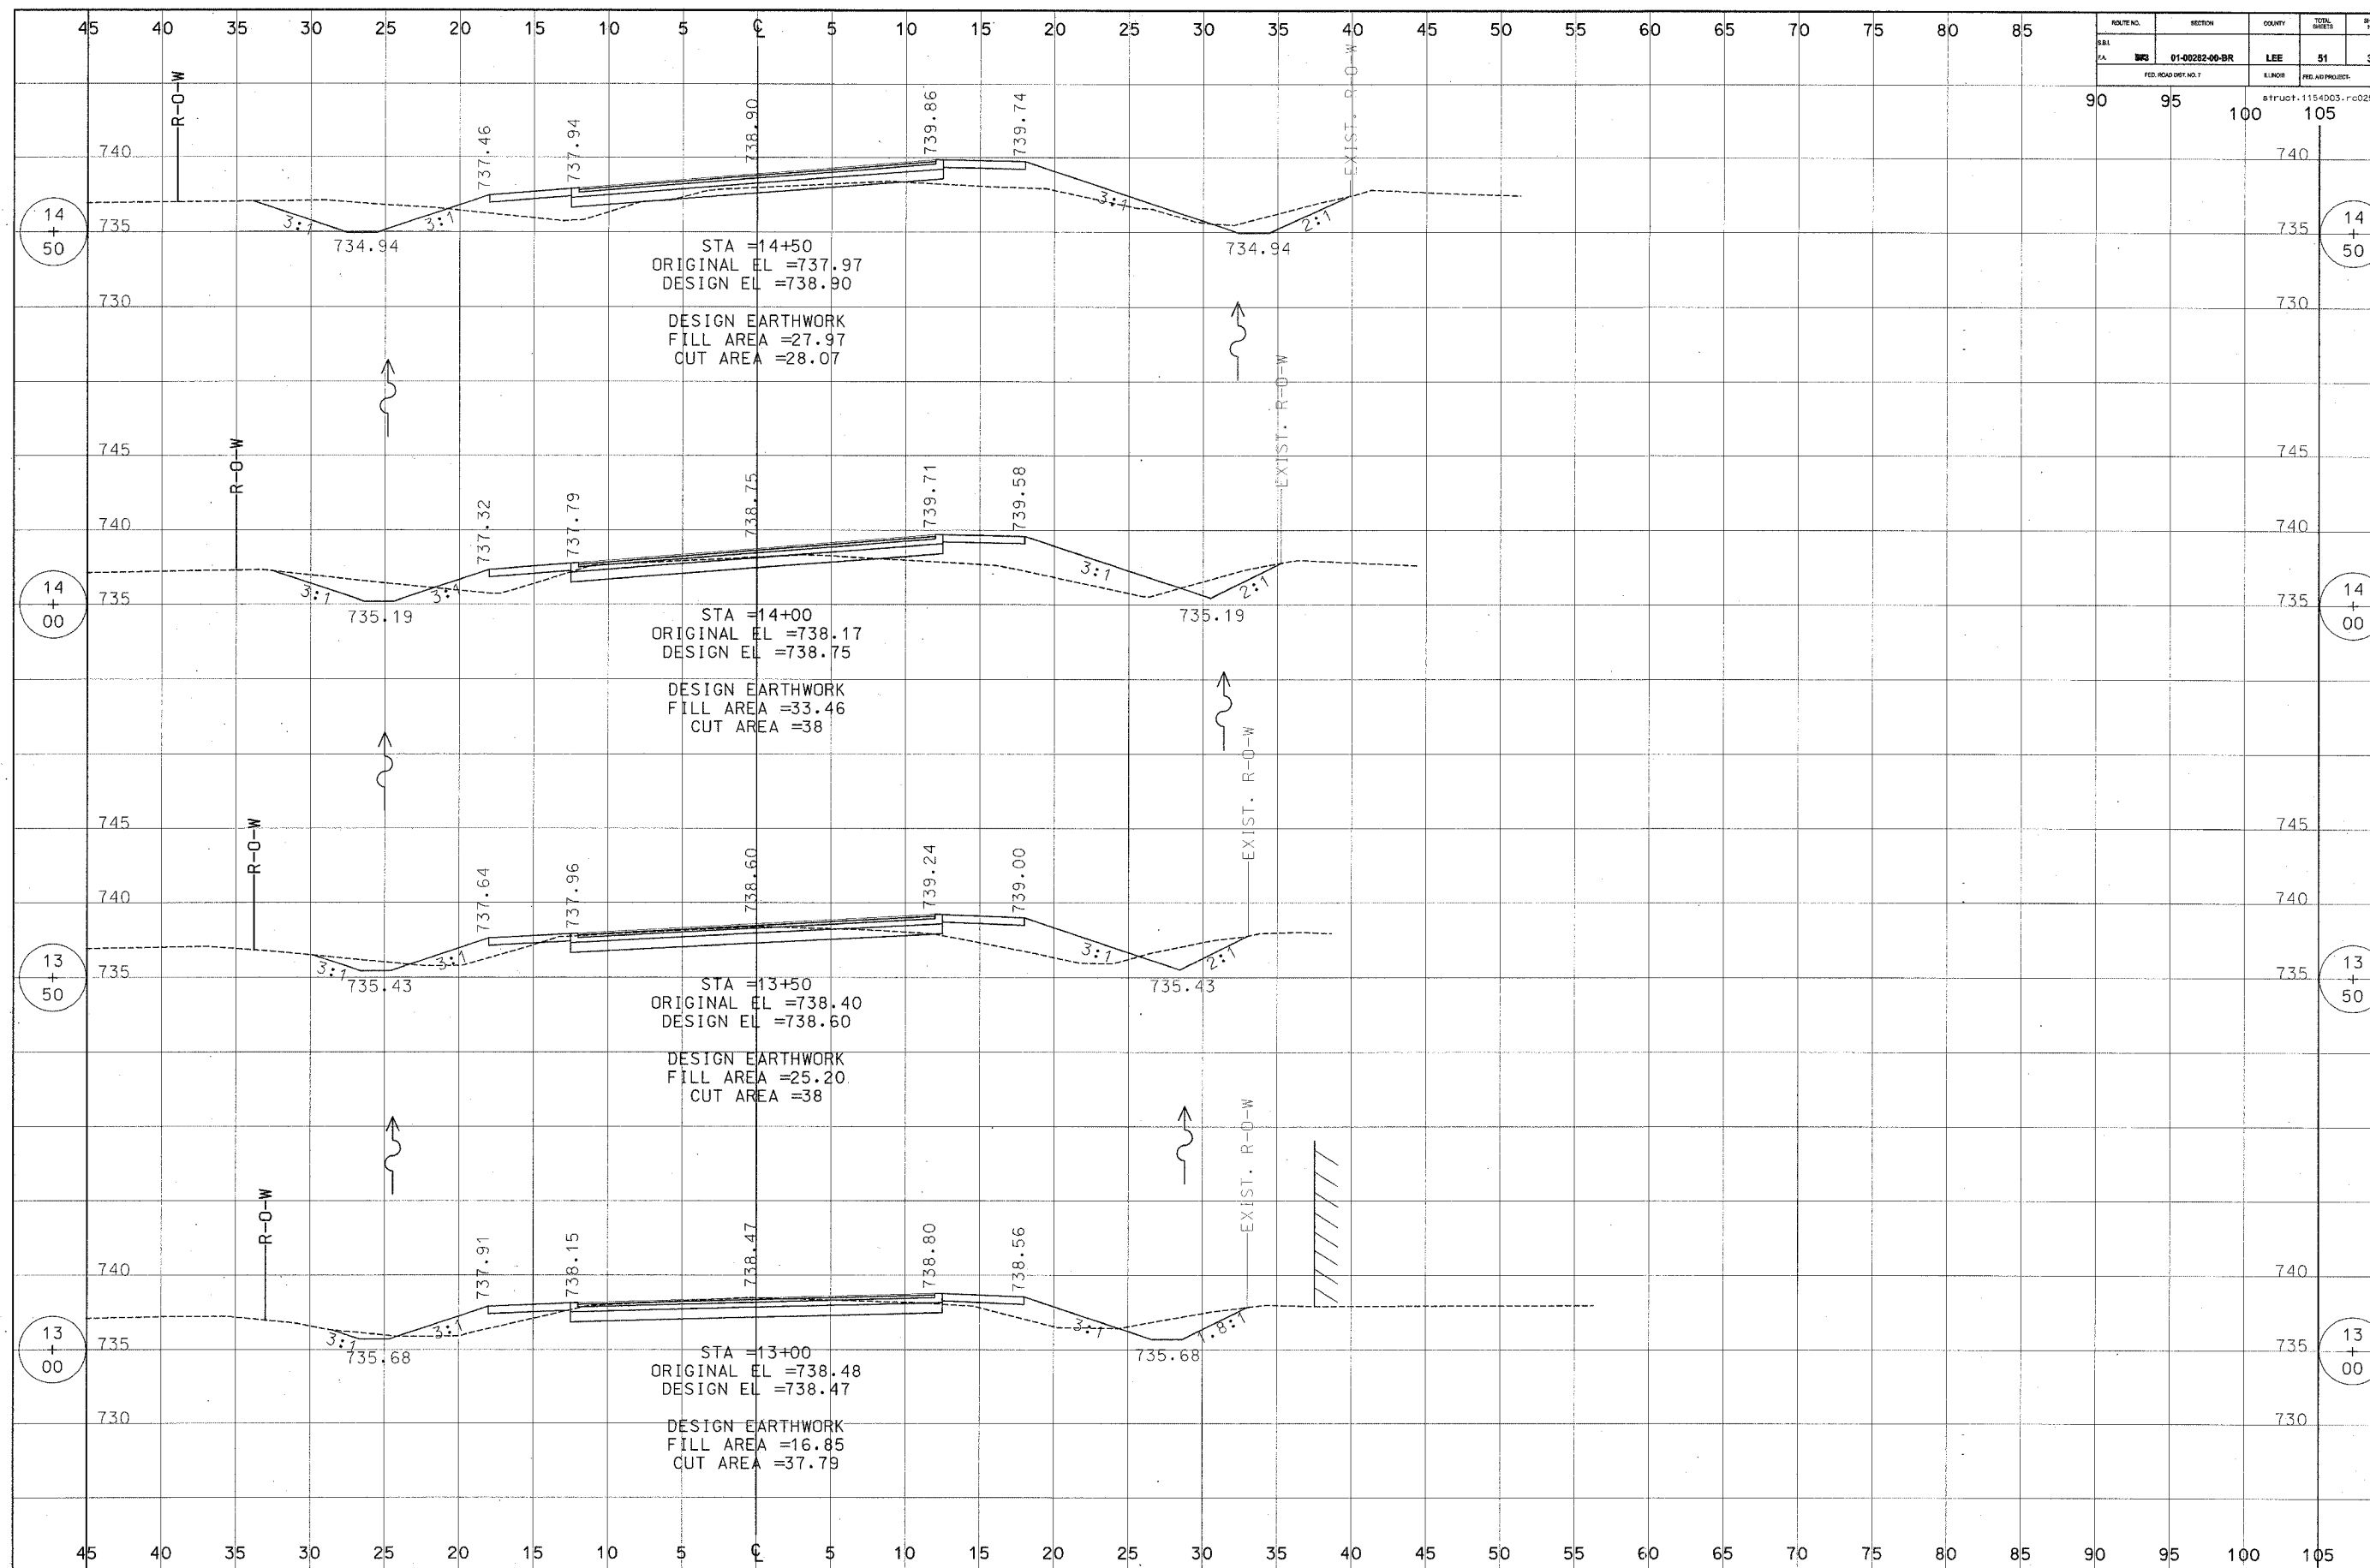 45 40 35 30 25 20 15 10 5 ℄ 5 10 15 20 25 30 35 40 45 50 55 60 65 70 75 80 85
ROUTE NO. SECTION COUNTY TOTAL SHEETS
S.B.I.
F.A. 01-00282-00-BR LEE 51
FED. ROAD DIST. NO. 7 ILLINOIS FED. AID PROJECT-
90 95 100 105
R-O-W
737.46
737.94
738.90
739.86
739.74
EXIST. R-O-W
740 740
14 + 50
735 735
14 + 50
3:1
734.94
3:1
3:1
734.94
2:1
STA =14+50
ORIGINAL EL =737.97
DESIGN EL =738.90
730 730
DESIGN EARTHWORK
FILL AREA =27.97
CUT AREA =28.07
R-O-W
EXIST. R-O-W
745 745
737.32
737.79
738.75
739.71
739.58
740 740
14 + 00
735 735
14 + 00
3:1
735.19
3:1
3:1
735.19
2:1
STA =14+00
ORIGINAL EL =738.17
DESIGN EL =738.75
DESIGN EARTHWORK
FILL AREA =33.46
CUT AREA =38
R-O-W
EXIST. R-O-W
745 745
737.64
737.96
738.60
739.24
739.00
740 740
13 + 50
735 735
13 + 50
3:1
735.43
3:1
3:1
735.43
2:1
STA =13+50
ORIGINAL EL =738.40
DESIGN EL =738.60
DESIGN EARTHWORK
FILL AREA =25.20
CUT AREA =38
R-O-W
EXIST. R-O-W
737.91
738.15
738.47
738.80
738.56
740 740
13 + 00
735 735
13 + 00
3:1
735.68
3:1
3:1
735.68
1.8:1
STA =13+00
ORIGINAL EL =738.48
DESIGN EL =738.47
730 730
DESIGN EARTHWORK
FILL AREA =16.85
CUT AREA =37.79
45 40 35 30 25 20 15 10 5 ℄ 5 10 15 20 25 30 35 40 45 50 55 60 65 70 75 80 85 90 95 100 105